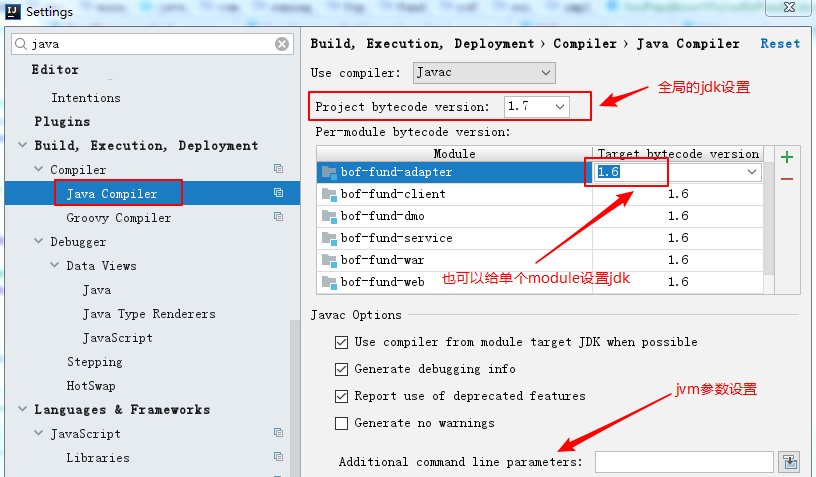 Settings
java
Editor
Intentions
Plugins
Build, Execution, Deployment
Compiler
Java Compiler
Groovy Compiler
Debugger
Data Views
Java
Java Type Renderers
JavaScript
Stepping
HotSwap
Languages & Frameworks
JavaScript
Libraries
Build, Execution, Deployment › Compiler › Java Compiler
Reset
Use compiler: Javac
Project bytecode version: 1.7
全局的jdk设置
Per-module bytecode version:
Module Target bytecode version
bof-fund-adapter 1.6
bof-fund-client 1.6
bof-fund-dmo 1.6
bof-fund-service 1.6
bof-fund-war 1.6
bof-fund-web 1.6
也可以给单个module设置jdk
Javac Options
Use compiler from module target JDK when possible
Generate debugging info
Report use of deprecated features
jvm参数设置
Generate no warnings
Additional command line parameters: